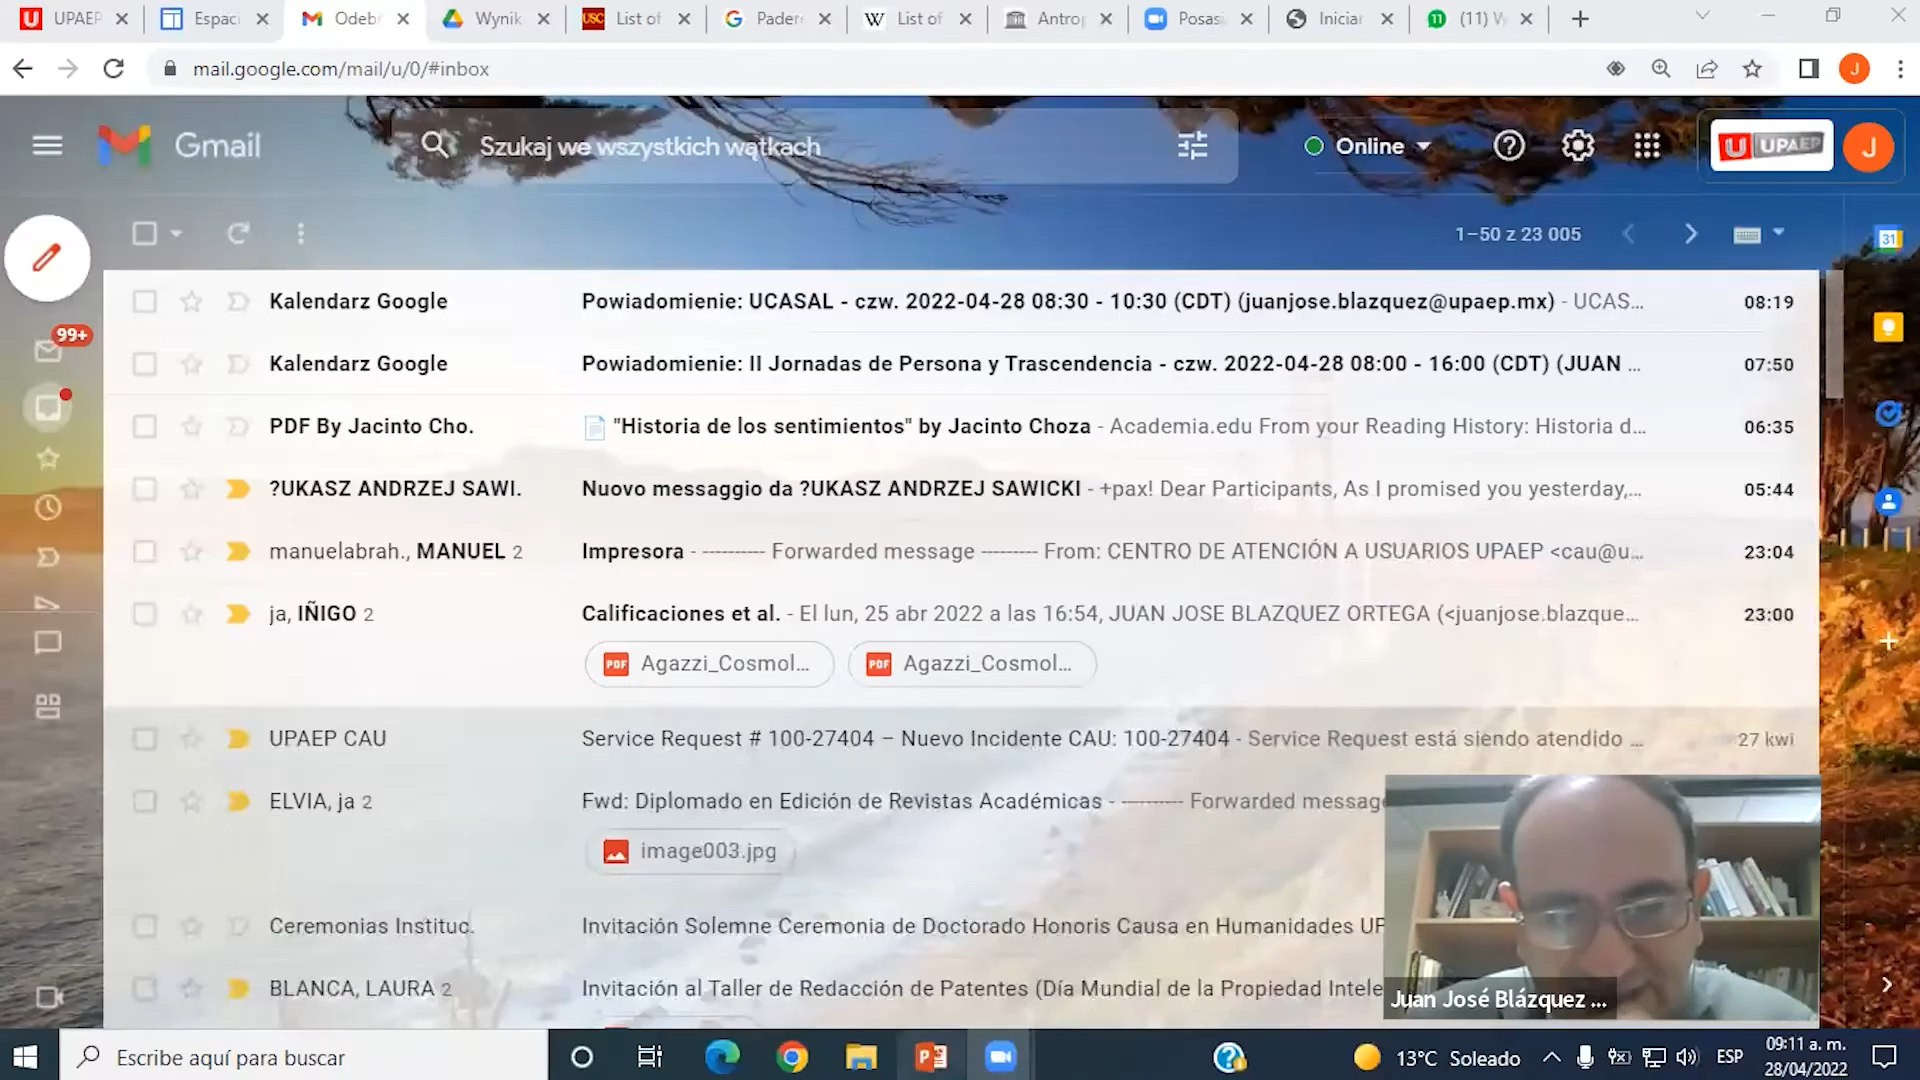 UPAEP
Espaci
Odebr
Wynik
List of
Padere
List of
Antrop
Posasi
Iniciar
(11) W
mail.google.com/mail/u/0/#inbox
J
Gmail
Szukaj we wszystkich wątkach
Online
UPAEP
J
1–50 z 23 005
31
99+
Kalendarz Google Powiadomienie: UCASAL - czw. 2022-04-28 08:30 - 10:30 (CDT) (juanjose.blazquez@upaep.mx) - UCAS... 08:19
Kalendarz Google Powiadomienie: II Jornadas de Persona y Trascendencia - czw. 2022-04-28 08:00 - 16:00 (CDT) (JUAN ... 07:50
PDF By Jacinto Cho. "Historia de los sentimientos" by Jacinto Choza - Academia.edu From your Reading History: Historia d... 06:35
?UKASZ ANDRZEJ SAWI. Nuovo messaggio da ?UKASZ ANDRZEJ SAWICKI - +pax! Dear Participants, As I promised you yesterday,... 05:44
manuelabrah., MANUEL 2 Impresora - ---------- Forwarded message --------- From: CENTRO DE ATENCIÓN A USUARIOS UPAEP <cau@u... 23:04
ja, IÑIGO 2 Calificaciones et al. - El lun, 25 abr 2022 a las 16:54, JUAN JOSE BLAZQUEZ ORTEGA (<juanjose.blazque... 23:00
PDF Agazzi_Cosmol... PDF Agazzi_Cosmol...
UPAEP CAU Service Request # 100-27404 – Nuevo Incidente CAU: 100-27404 - Service Request está siendo atendido ... 27 kwi
ELVIA, ja 2 Fwd: Diplomado en Edición de Revistas Académicas - ---------- Forwarded message
image003.jpg
Ceremonias Instituc. Invitación Solemne Ceremonia de Doctorado Honoris Causa en Humanidades UP
BLANCA, LAURA 2 Invitación al Taller de Redacción de Patentes (Día Mundial de la Propiedad Intele
Juan José Blázquez ...
Escribe aquí para buscar
13°C Soleado
ESP
09:11 a. m.
28/04/2022